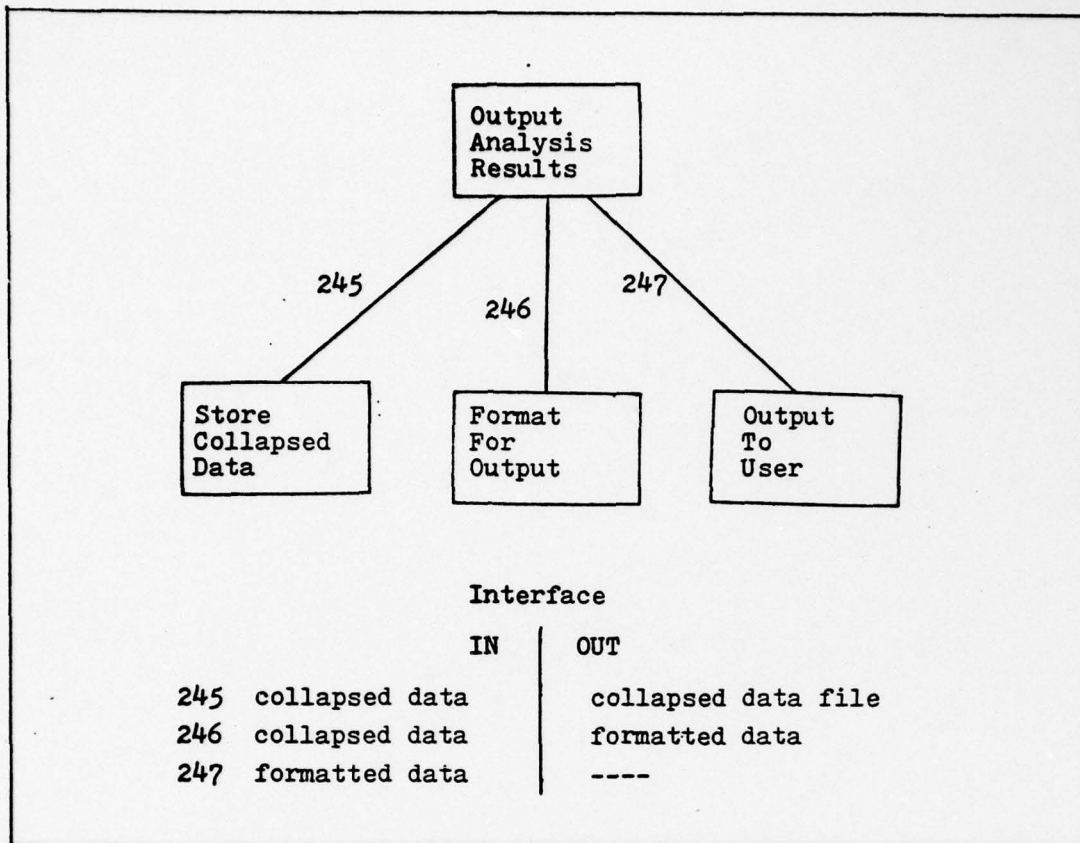 Output
Analysis
Results
245
246
247
Store
Collapsed
Data
Format
For
Output
Output
To
User
Interface
IN OUT
245 collapsed data collapsed data file
246 collapsed data formatted data
247 formatted data ----